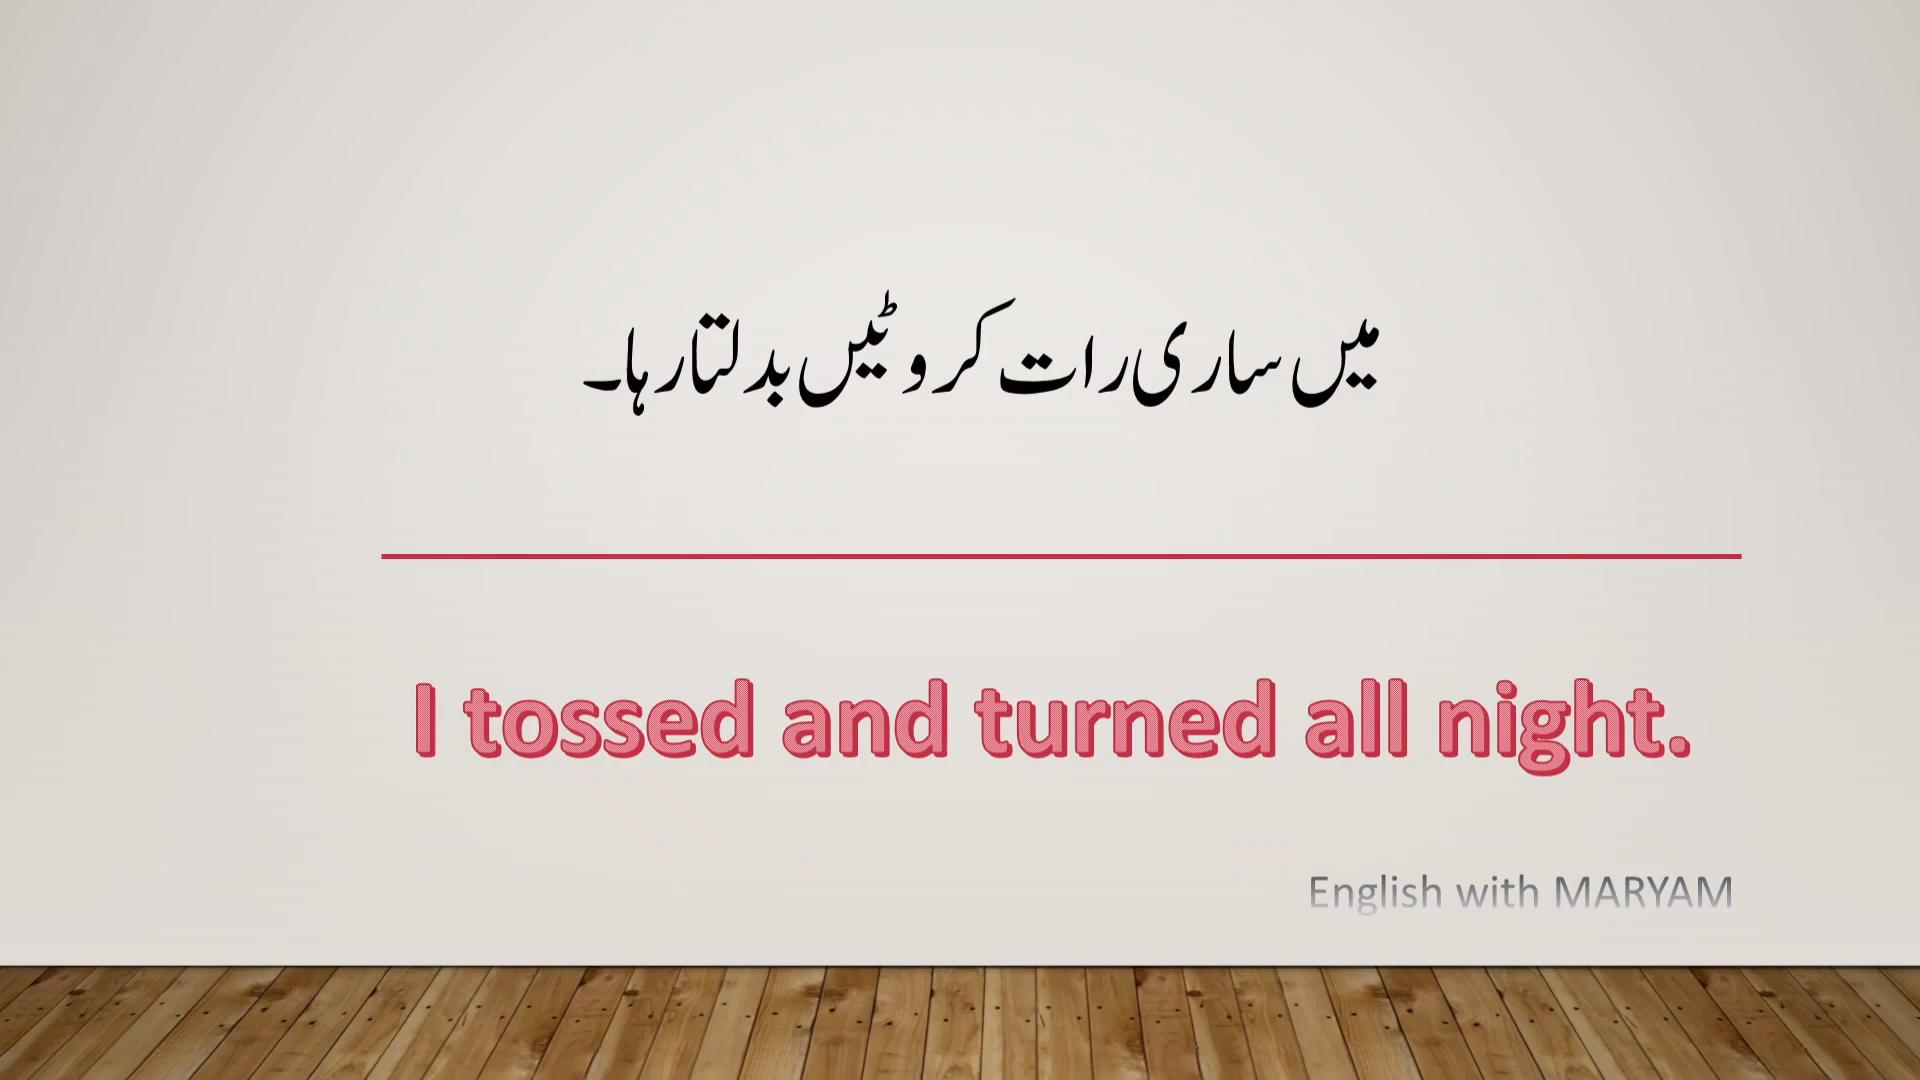 میں ساری رات کروٹیں بدلتا رہا۔
I tossed and turned all night.
English with MARYAM